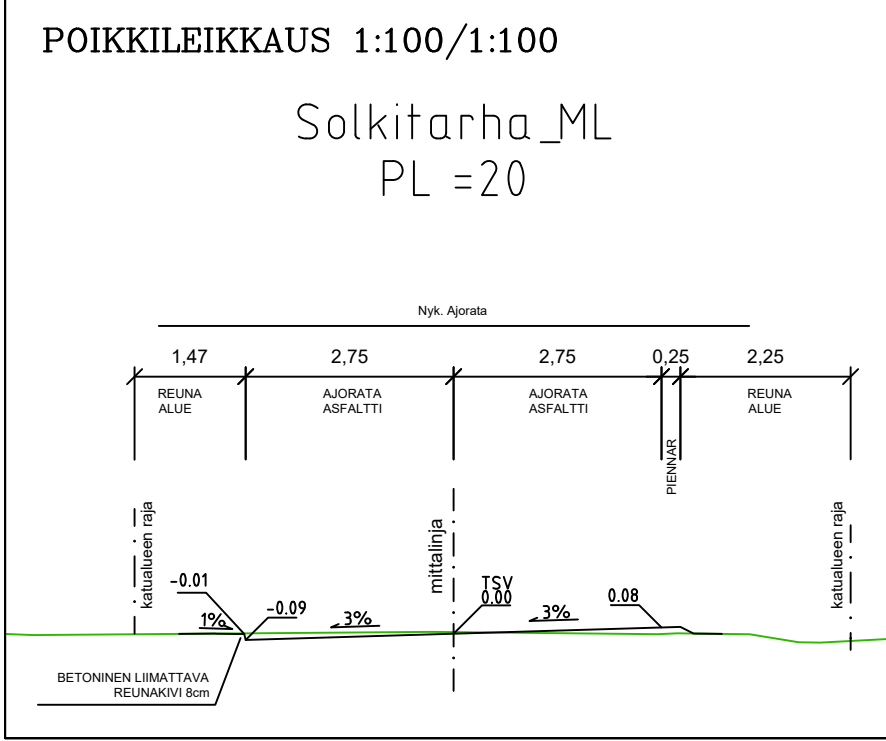 POIKKILEIKKAUS 1:100/1:100
Solkitarha_ML
PL =20
Nyk. Ajorata
1,47 2,75 2,75 0,25 2,25
REUNA
ALUE
AJORATA
ASFALTTI
AJORATA
ASFALTTI
PIENNAR
REUNA
ALUE
katualueen raja
mittalinja
katualueen raja
-0.01
1%
-0.09
3%
TSV
0.00
3%
0.08
BETONINEN LIIMATTAVA
REUNAKIVI 8cm